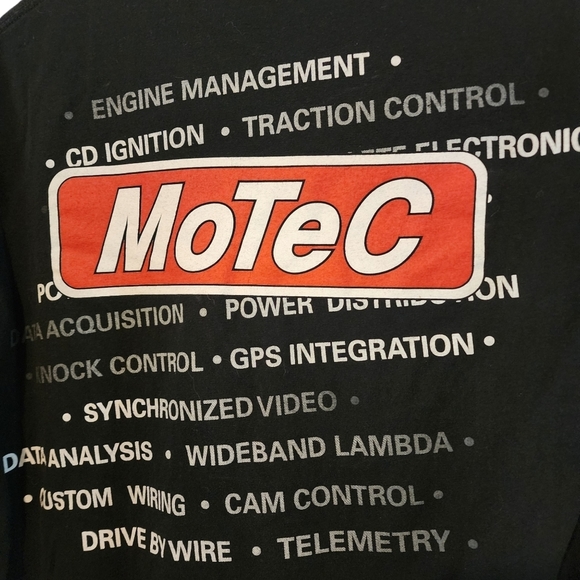 • ENGINE MANAGEMENT •
• CD IGNITION • TRACTION CONTROL •
ELECTRONIC
MoTeC
POWER DISTRIBUTION
DATA ACQUISITION •
• KNOCK CONTROL • GPS INTEGRATION •
• SYNCHRONIZED VIDEO •
DATA ANALYSIS • WIDEBAND LAMBDA •
• CUSTOM WIRING • CAM CONTROL •
DRIVE BY WIRE • TELEMETRY •